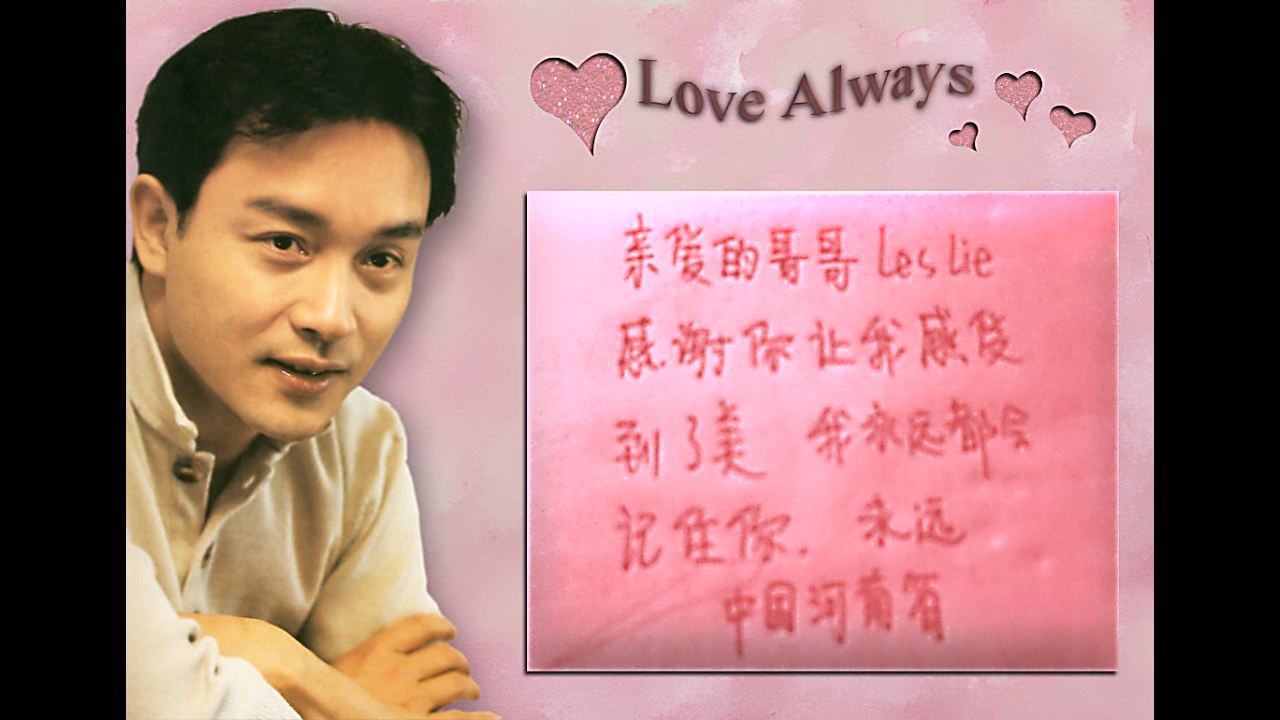 Love Always
亲爱的哥哥 Leslie
感谢你让我感受
到了美 我永远都会
记住你. 永远
中国河南省